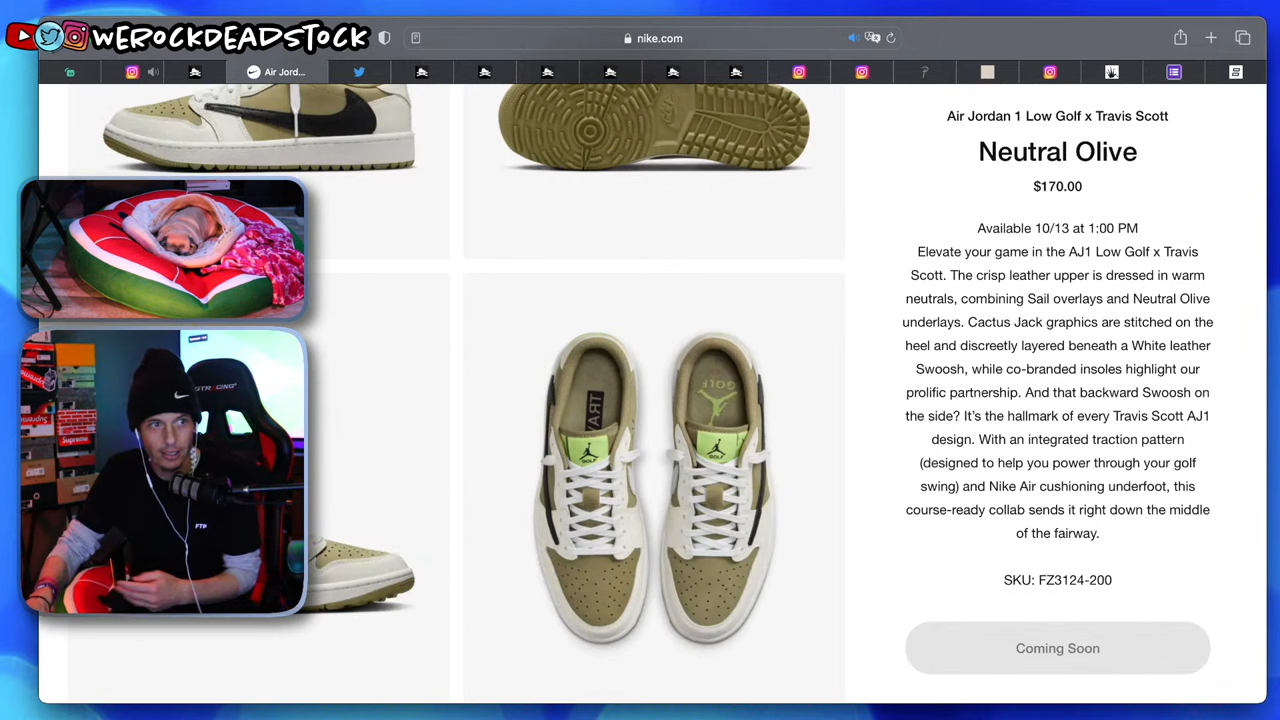 WEROCKDEADSTOCK
nike.com
Air Jord...
Air Jordan 1 Low Golf x Travis Scott
Neutral Olive
$170.00
Available 10/13 at 1:00 PM
Elevate your game in the AJ1 Low Golf x Travis
Scott. The crisp leather upper is dressed in warm
neutrals, combining Sail overlays and Neutral Olive
underlays. Cactus Jack graphics are stitched on the
heel and discreetly layered beneath a White leather
Swoosh, while co-branded insoles highlight our
prolific partnership. And that backward Swoosh on
the side? It's the hallmark of every Travis Scott AJ1
design. With an integrated traction pattern
(designed to help you power through your golf
swing) and Nike Air cushioning underfoot, this
course-ready collab sends it right down the middle
of the fairway.
SKU: FZ3124-200
Coming Soon
GOLF
GOLF
GOLF
GTRACING
Supreme
FTP